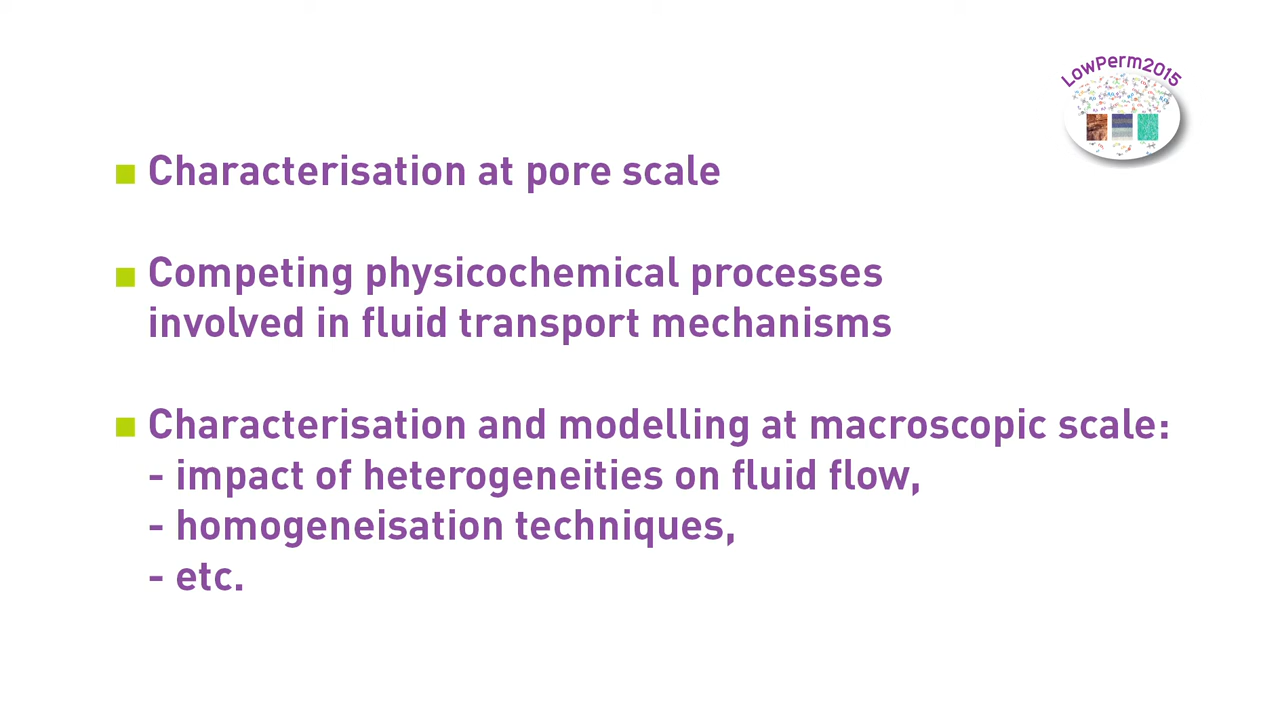 LowPerm2015
■ Characterisation at pore scale
■ Competing physicochemical processes
involved in fluid transport mechanisms
■ Characterisation and modelling at macroscopic scale:
- impact of heterogeneities on fluid flow,
- homogeneisation techniques,
- etc.